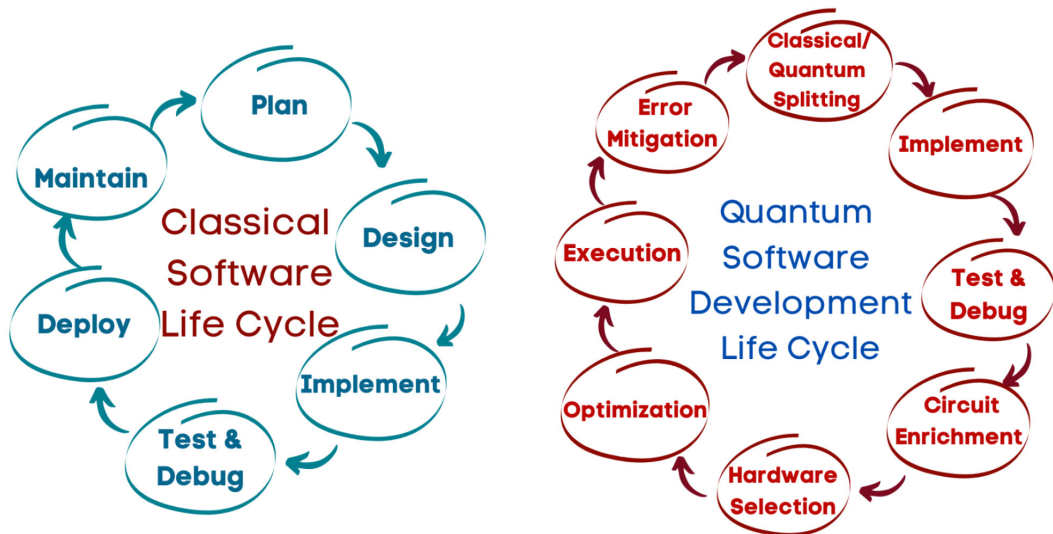 Plan
Design
Implement
Test &
Debug
Deploy
Maintain
Classical
Software
Life Cycle
Classical/
Quantum
Splitting
Implement
Test &
Debug
Circuit
Enrichment
Hardware
Selection
Optimization
Execution
Error
Mitigation
Quantum
Software
Development
Life Cycle